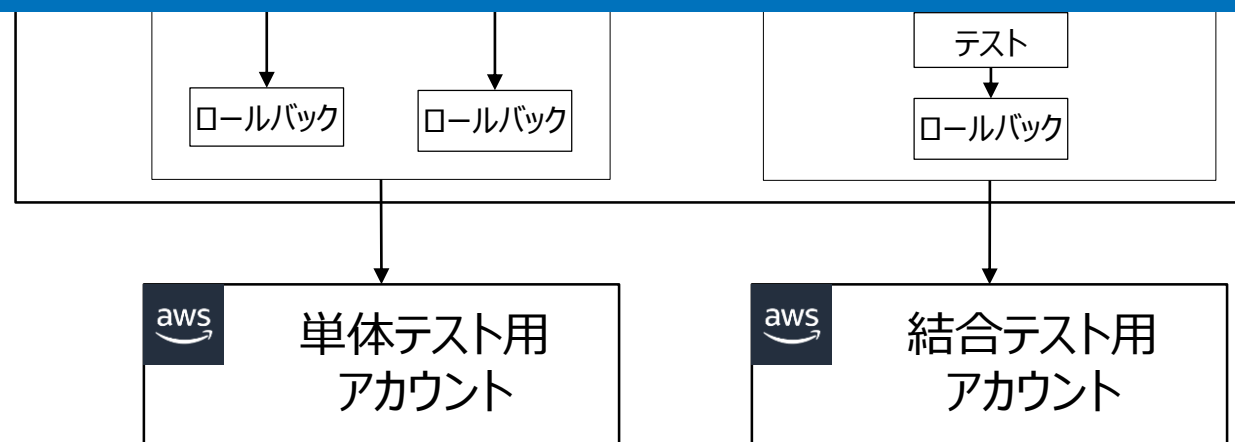 テスト
ロールバック
ロールバック
ロールバック
aws
単体テスト用
アカウント
aws
結合テスト用
アカウント